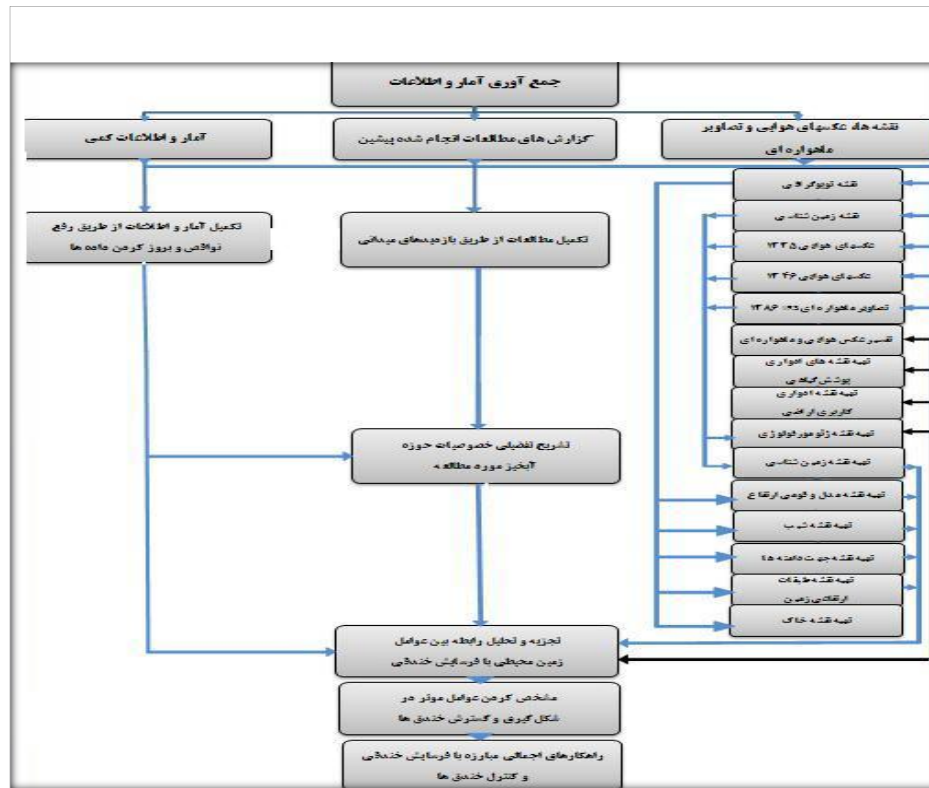 جمع آوری آمار و اطلاعات
نقشه ها، عکسهای هوایی و تصاویر
ماهواره ای
گزارش های مطالعات انجام شده پیشین
آمار و اطلاعات کمی
نقشه توپوگرافی
نقشه زمین شناسی
عکسهای هوایی ۱۳۳۵
عکسهای هوایی ۱۳۴۶
تصاویر ماهواره ای ۱۳۸۶
تفسیر عکس هوایی و ماهواره ای
تهیه نقشه های ادواری
پوشش گیاهی
تهیه نقشه ادواری
کاربری اراضی
تهیه نقشه ژئومورفولوژی
تهیه نقشه زمین شناسی
تهیه نقشه مدل رقومی ارتفاع
تهیه نقشه شیب
تهیه نقشه جهت دامنه ها
تهیه نقشه طبقات
ارتفاعی زمین
تهیه نقشه خاک
تکمیل مطالعات از طریق بازدیدهای میدانی
تکمیل آمار و اطلاعات از طریق رفع
نواقص و بروز کردن داده ها
تشریح تفضیلی خصوصیات حوزه
آبخیز مورد مطالعه
تجزیه و تحلیل رابطه بین عوامل
زمین محیطی با فرسایش خندقی
مشخص کردن عوامل موثر در
شکل گیری و گسترش خندق ها
راهکارهای اجمالی مبارزه با فرسایش خندقی
و کنترل خندق ها